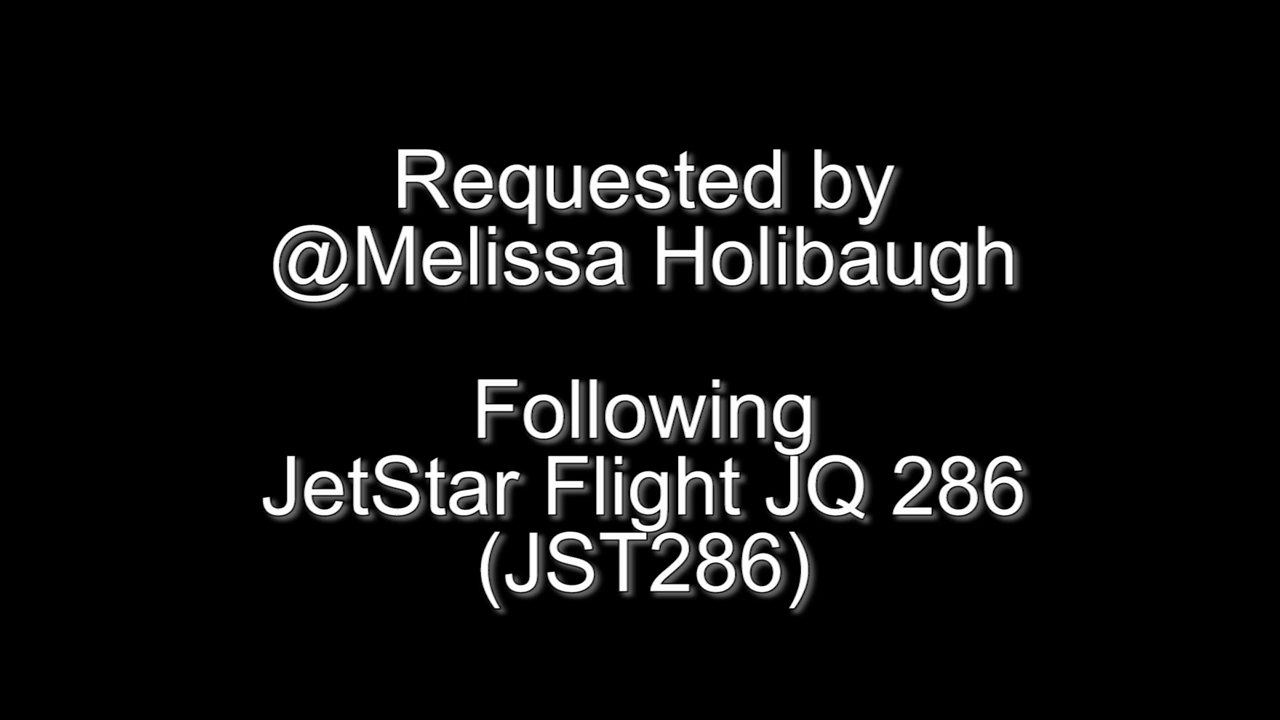 Requested by
@Melissa Holibaugh
Following
JetStar Flight JQ 286
(JST286)